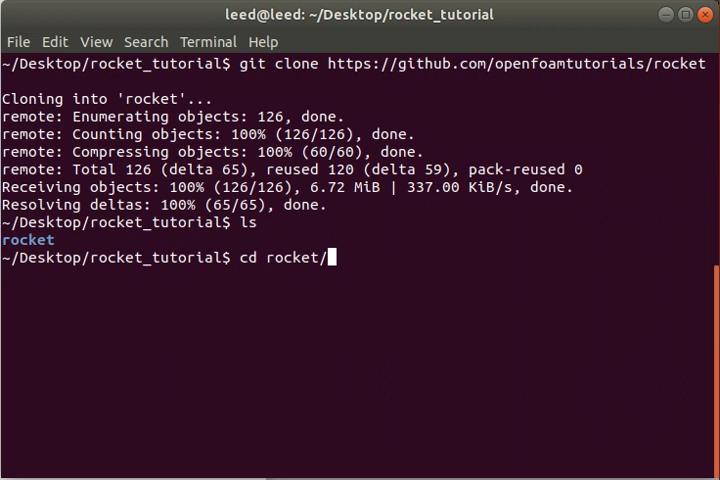 leed@leed: ~/Desktop/rocket_tutorial
File Edit View Search Terminal Help
~/Desktop/rocket_tutorial$ git clone https://github.com/openfoamtutorials/rocket
Cloning into 'rocket'...
remote: Enumerating objects: 126, done.
remote: Counting objects: 100% (126/126), done.
remote: Compressing objects: 100% (60/60), done.
remote: Total 126 (delta 65), reused 120 (delta 59), pack-reused 0
Receiving objects: 100% (126/126), 6.72 MiB | 337.00 KiB/s, done.
Resolving deltas: 100% (65/65), done.
~/Desktop/rocket_tutorial$ ls
rocket
~/Desktop/rocket_tutorial$ cd rocket/